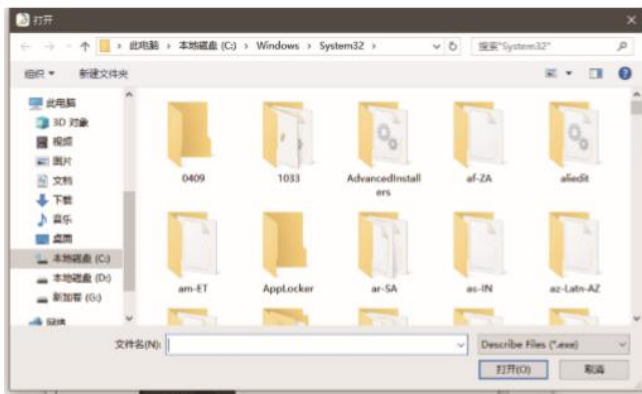 打开
此电脑 › 本地磁盘 (C:) › Windows › System32 ›
搜索"System32"
组织 新建文件夹
此电脑
3D 对象
视频
图片
文档
下载
音乐
桌面
本地磁盘 (C:)
本地磁盘 (D:)
新加卷 (G:)
网络
0409
1033
AdvancedInstallers
af-ZA
aliedit
am-ET
AppLocker
ar-SA
as-IN
az-Latn-AZ
文件名(N):
Describe Files (*.exe)
打开(O)
取消